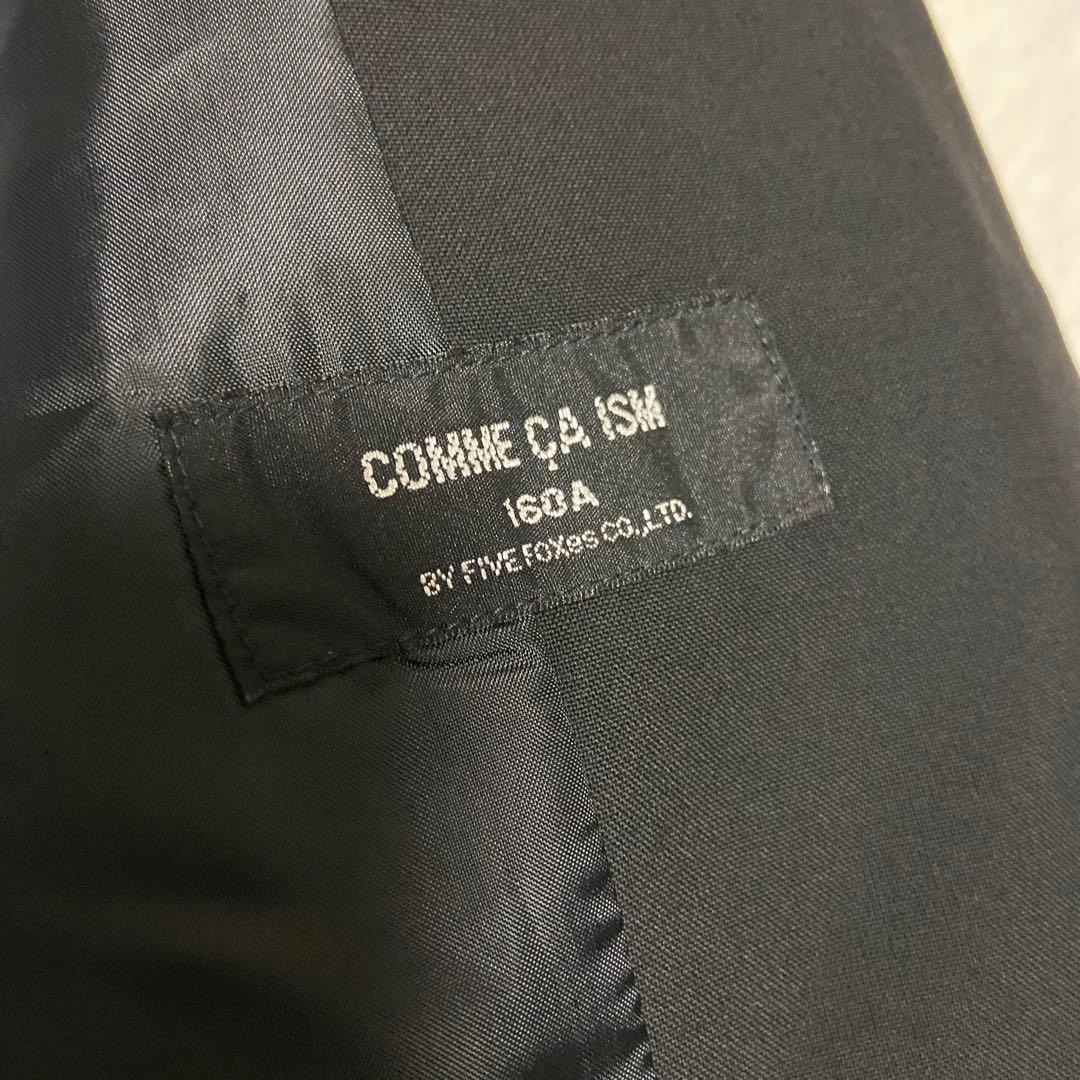 COMME ÇA ISM
160A
BY FIVE FOXes CO.,LTD.